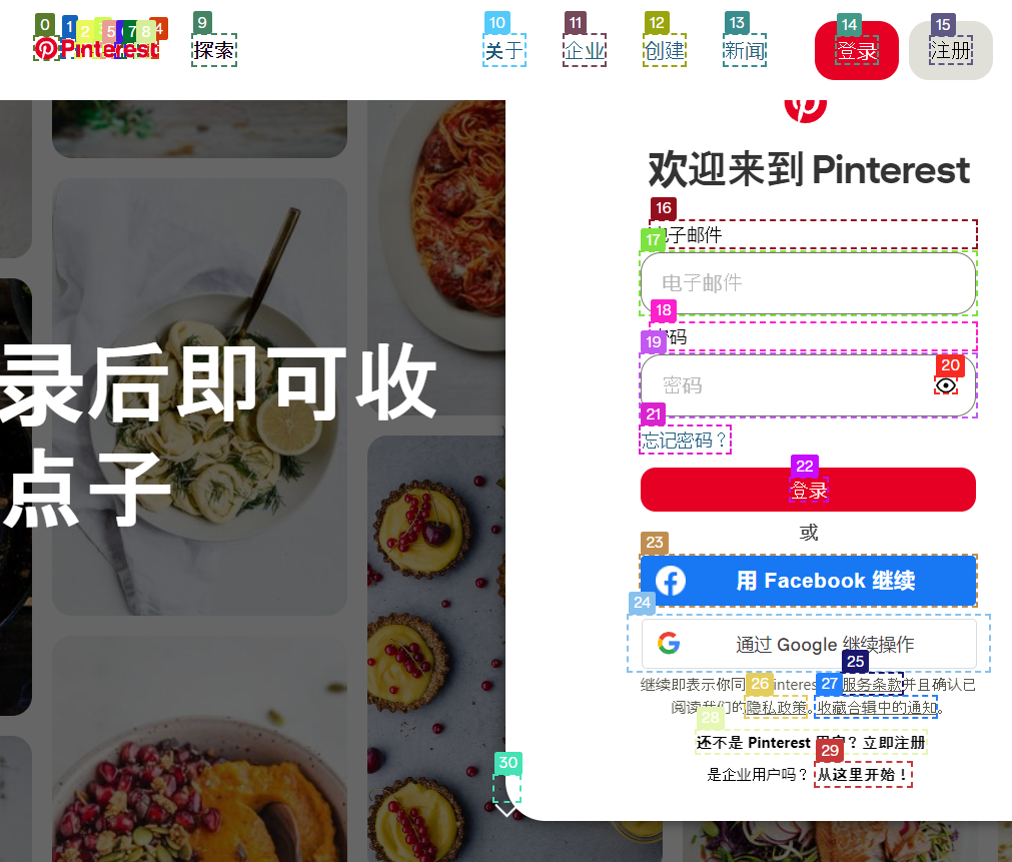 0 1 2 3 5 6 7 8 4 9 10 11 12 13 14 15
Pinterest 探索 关于 企业 创建 新闻 登录 注册
欢迎来到 Pinterest
16
电子邮件
17
电子邮件
18
密码
19
20
密码
21
忘记密码？
22
登录
或
23
用 Facebook 继续
24
通过 Google 继续操作
25
继续即表示你同 Pinteres 服务条款并且确认已
26 27
阅读我们的隐私政策。收藏合辑中的通知。
28
还不是 Pinterest 用户？立即注册
29
是企业用户吗？从这里开始！
30
录后即可收
点子